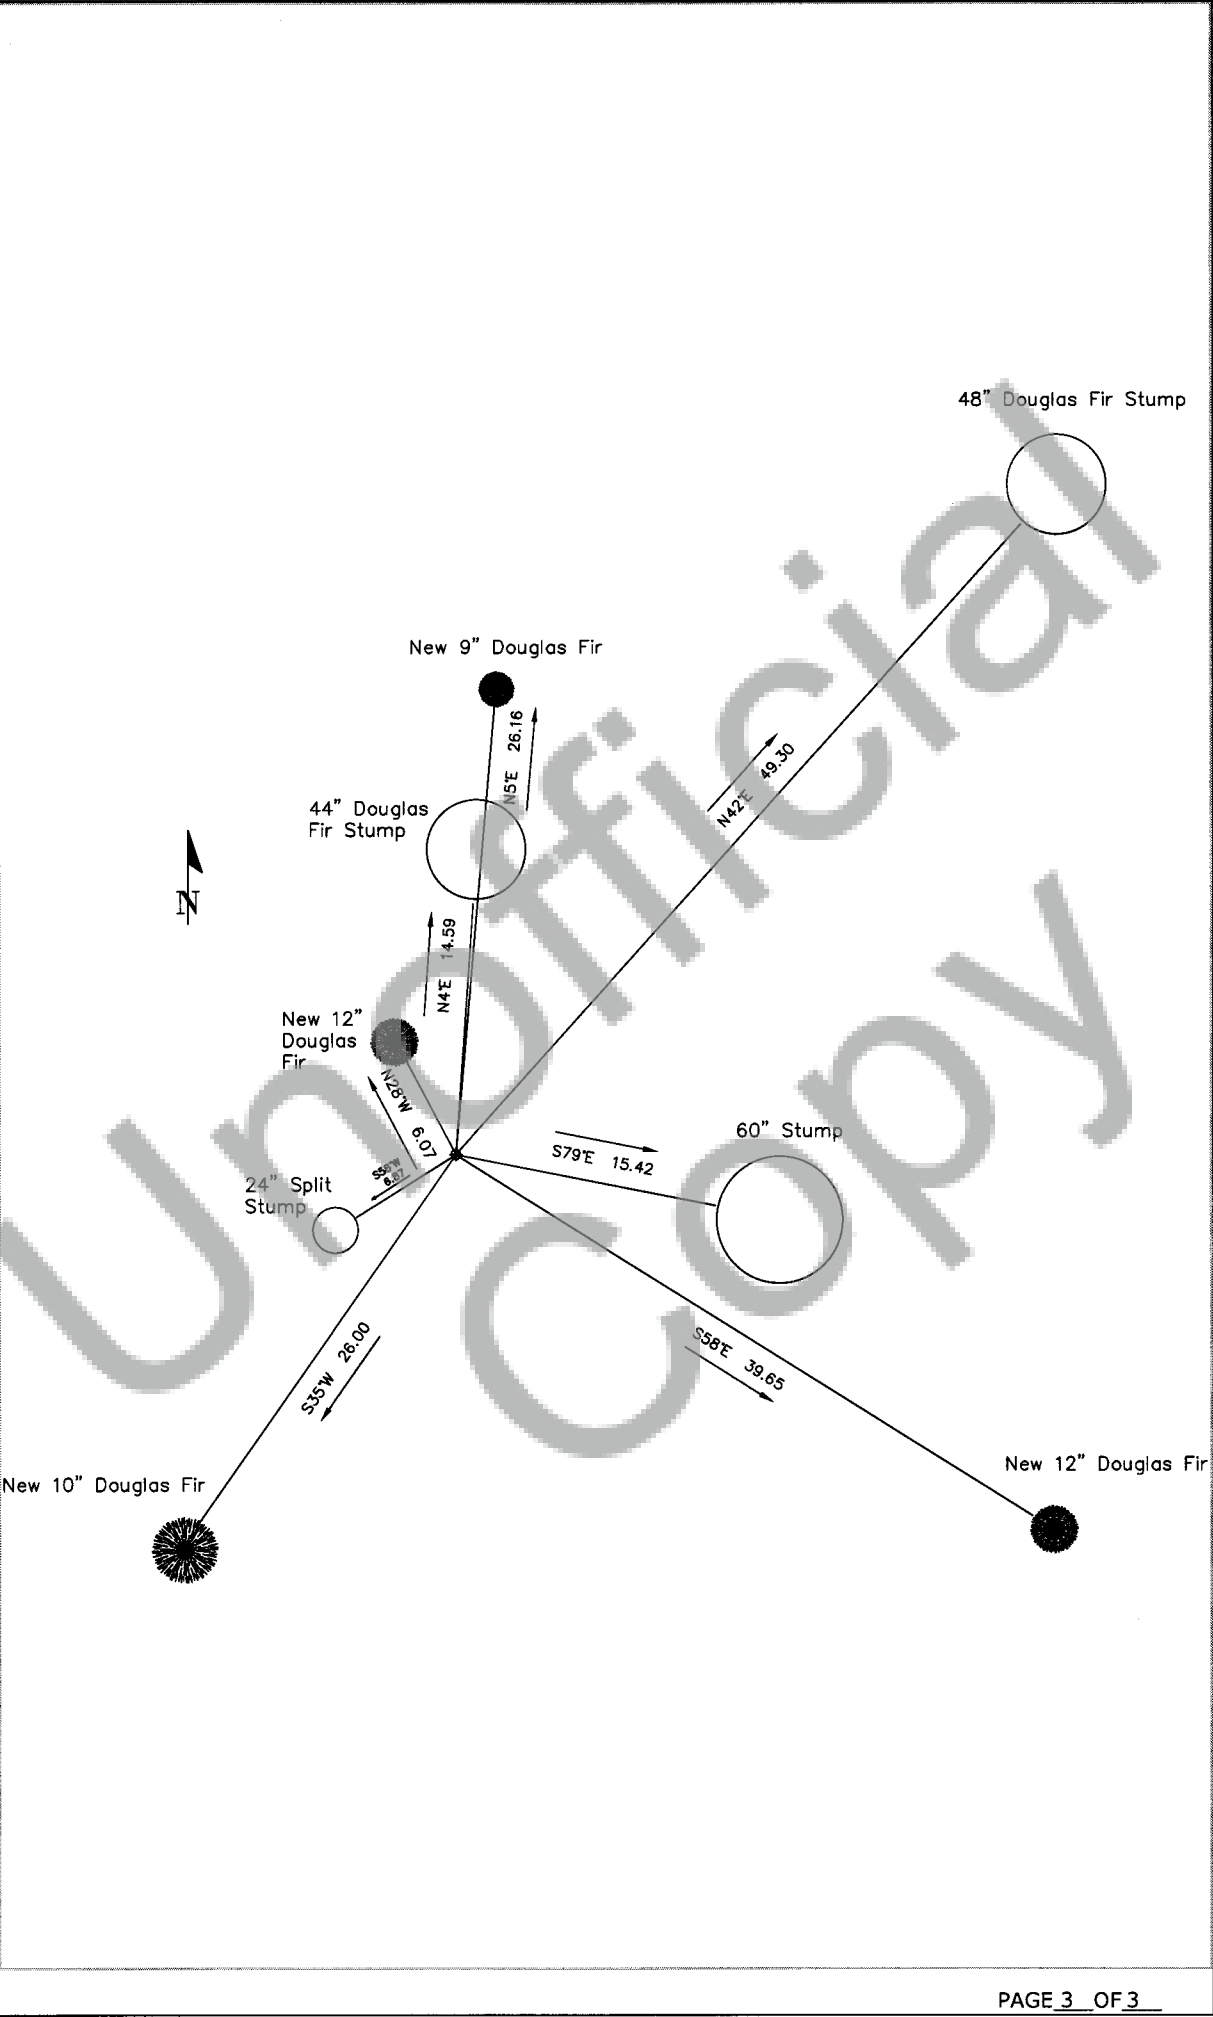 48" Douglas Fir Stump
New 9" Douglas Fir
N5°E 26.16
N42°E 49.30
44" Douglas
Fir Stump
N
N4°E 14.59
New 12"
Douglas
Fir
N28°W 6.07
S79°E 15.42
60" Stump
24" Split
Stump
S35°W 26.00
S58°E 39.65
New 12" Douglas Fir
New 10" Douglas Fir
Unofficial
Copy
PAGE 3 OF 3